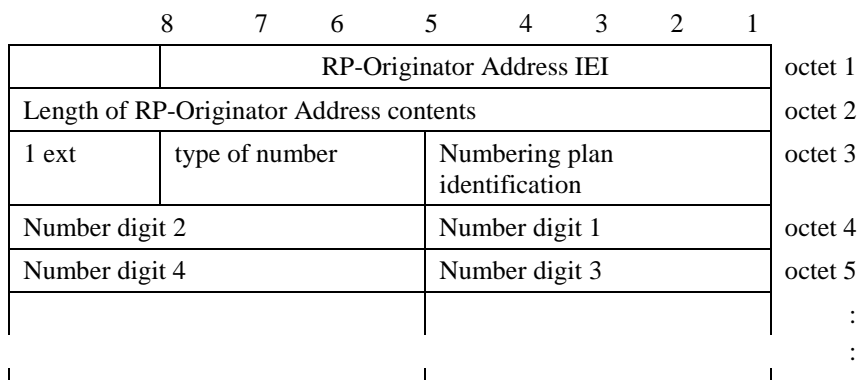 8 7 6 5 4 3 2 1
RP-Originator Address IEI octet 1
Length of RP-Originator Address contents octet 2
1 ext type of number Numbering plan octet 3
identification
Number digit 2 Number digit 1 octet 4
Number digit 4 Number digit 3 octet 5
:
: